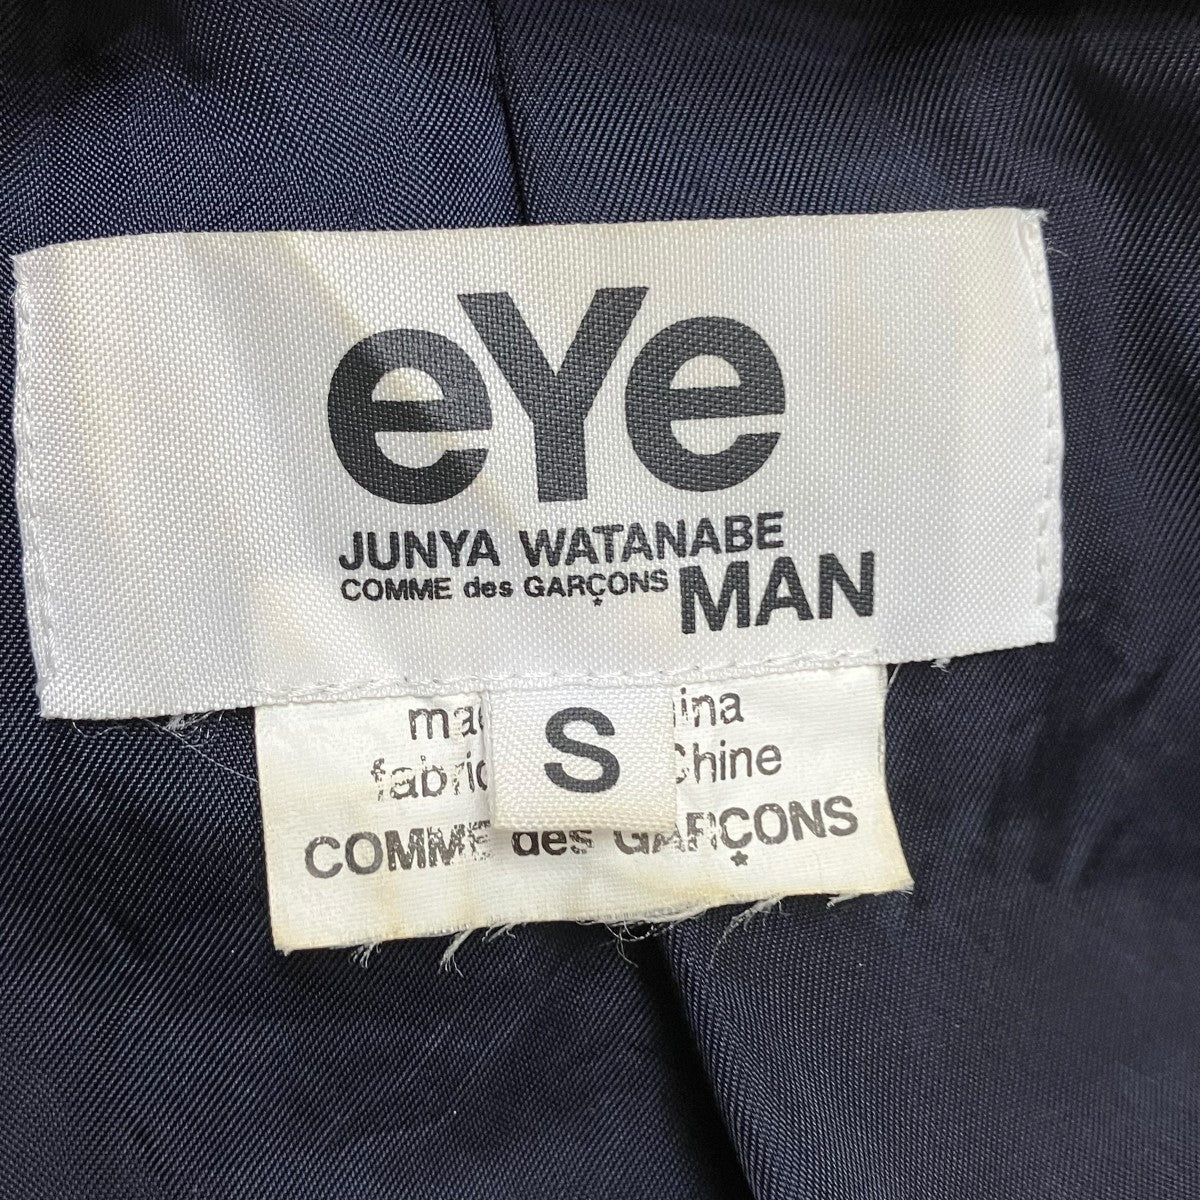 eYe
JUNYA WATANABE
COMME des GARÇONS MAN
S
COMME des GARÇONS